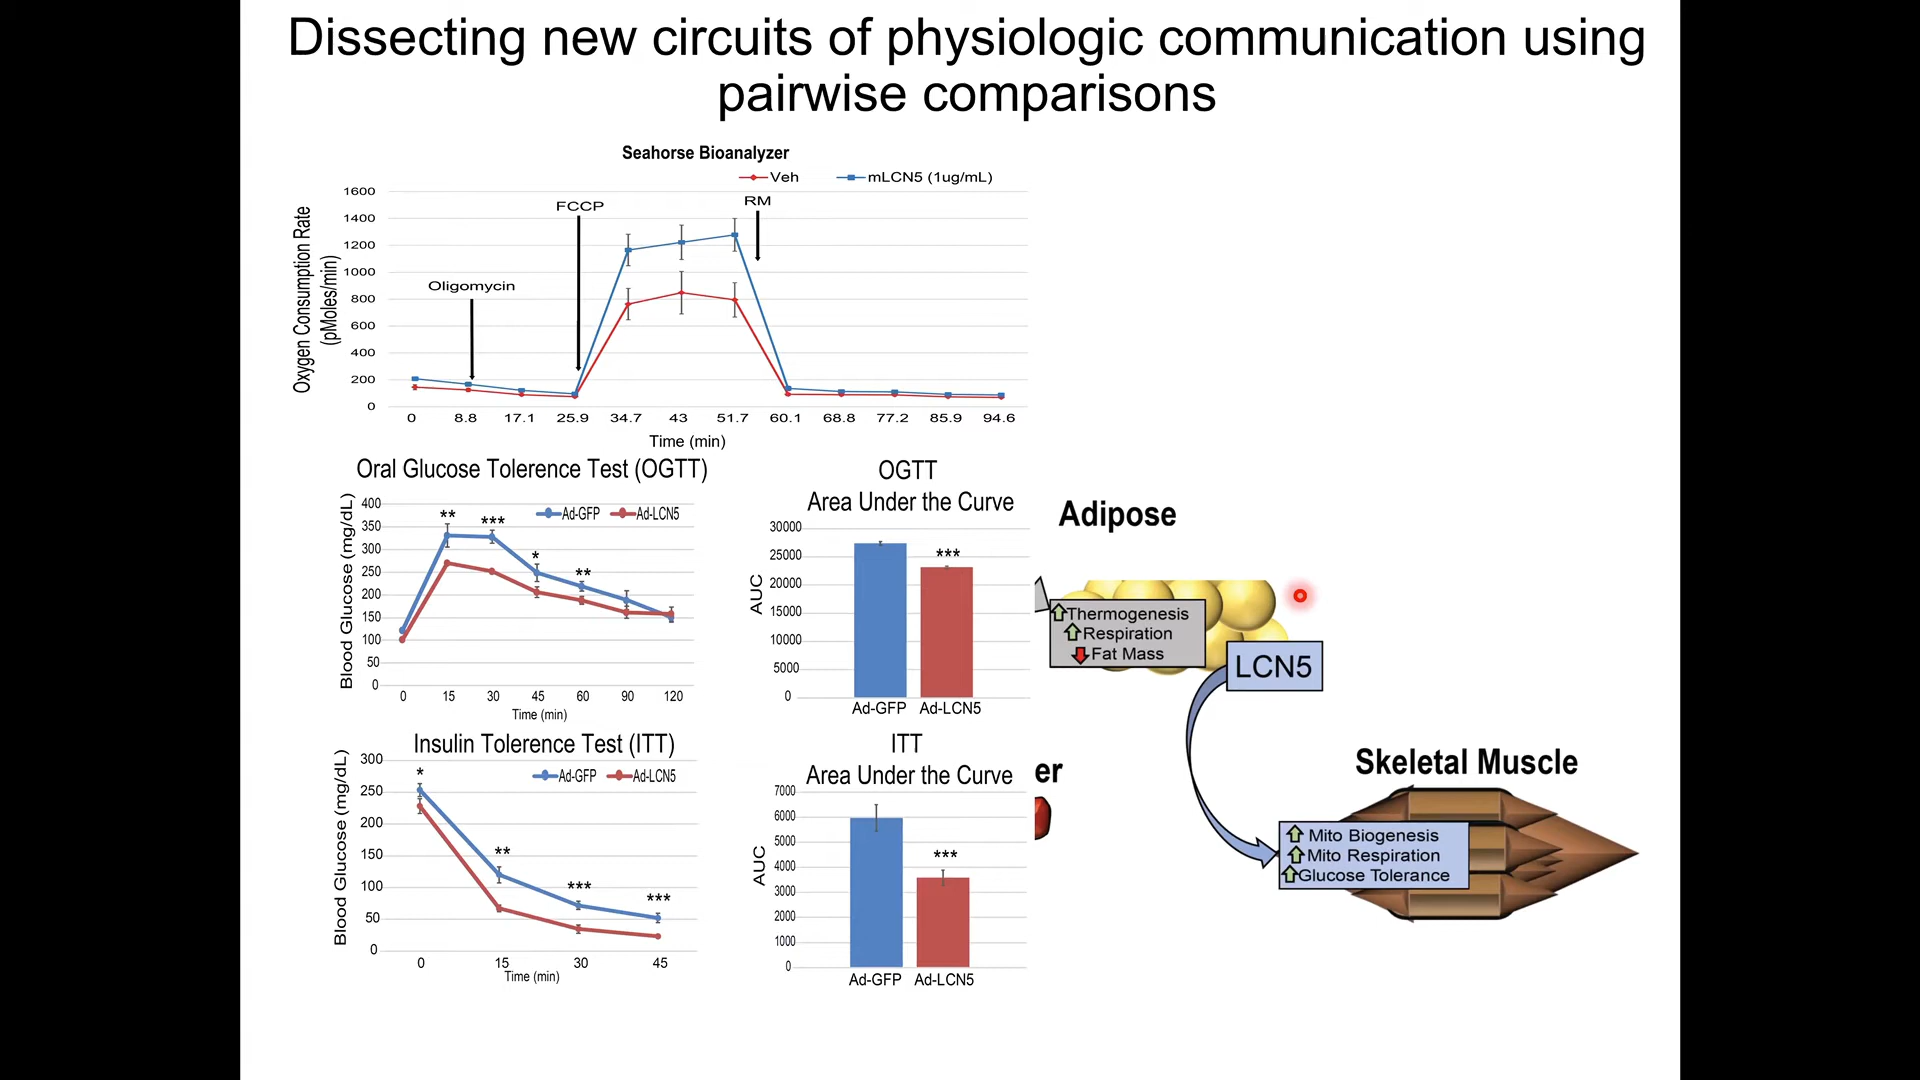 Dissecting new circuits of physiologic communication using
pairwise comparisons
Seahorse Bioanalyzer
Veh
mLCN5 (1ug/mL)
Oxygen Consumption Rate
(pMoles/min)
1600
1400
1200
1000
800
600
400
200
0
Oligomycin
FCCP
RM
0 8.8 17.1 25.9 34.7 43 51.7 60.1 68.8 77.2 85.9 94.6
Time (min)
Oral Glucose Tolerence Test (OGTT)
Ad-GFP Ad-LCN5
Blood Glucose (mg/dL)
400
350
300
250
200
150
100
50
0
** *** * **
0 15 30 45 60 90 120
Time (min)
OGTT
Area Under the Curve
AUC
30000
25000
20000
15000
10000
5000
0
***
Ad-GFP Ad-LCN5
Insulin Tolerence Test (ITT)
Ad-GFP Ad-LCN5
Blood Glucose (mg/dL)
300
250
200
150
100
50
0
* ** *** ***
0 15 30 45
Time (min)
ITT
Area Under the Curve
AUC
7000
6000
5000
4000
3000
2000
1000
0
***
Ad-GFP Ad-LCN5
Adipose
Thermogenesis
Respiration
Fat Mass
LCN5
er
Skeletal Muscle
Mito Biogenesis
Mito Respiration
Glucose Tolerance